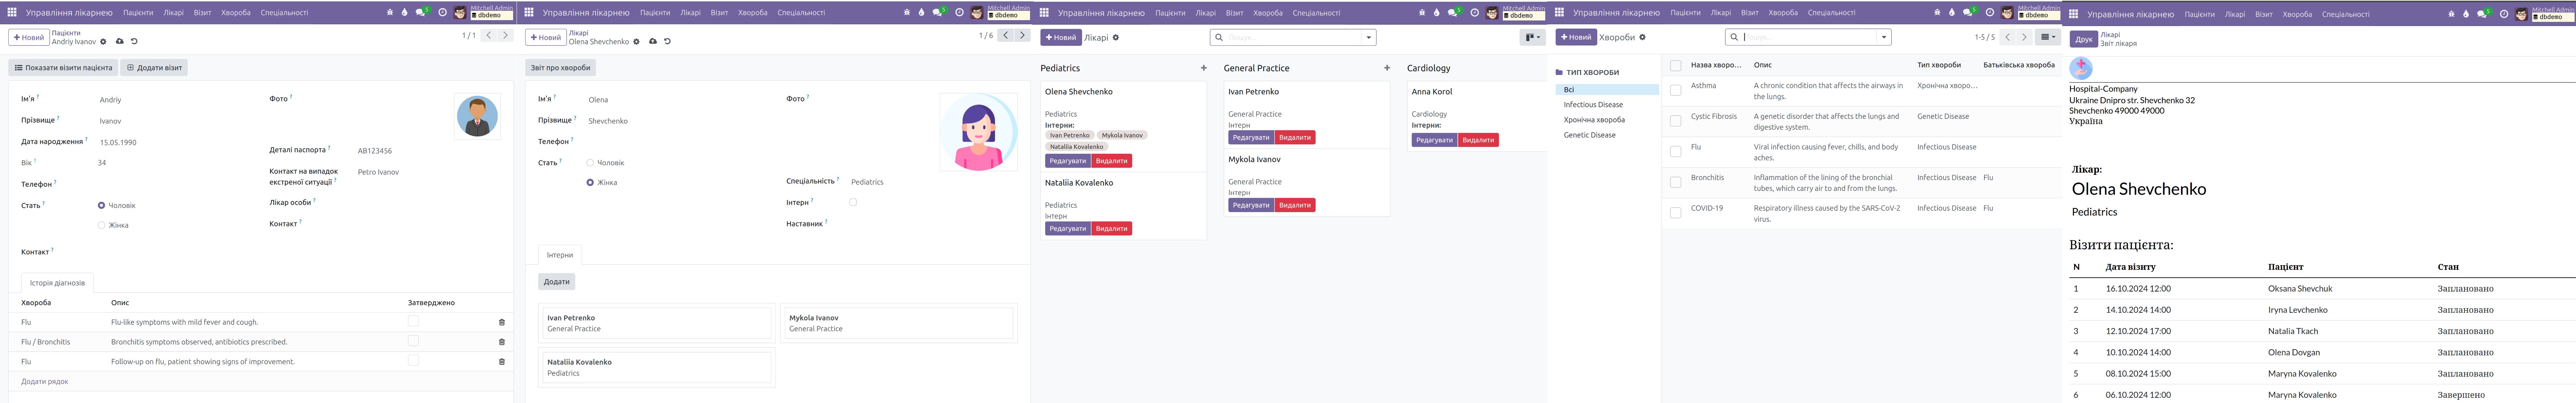 Управління лікарнею Пацієнти Лікарі Візит Хвороба Спеціальності 5 Mitchell Admin
dbdemo
+ Новий Пацієнти
Andriy Ivanov 1 / 1
Показати візити пацієнта Додати візит
Ім'я ? Andriy Фото ?
Прізвище ? Ivanov
Дата народження ? 15.05.1990
Деталі паспорта ? AB123456
Вік ? 34
Контакт на випадок екстреної ситуації ? Petro Ivanov
Телефон ?
Лікар особи ?
Стать ? Чоловік
Контакт ?
Жінка
Контакт ?
Історія діагнозів
Хвороба Опис Затверджено
Flu Flu-like symptoms with mild fever and cough.
Flu / Bronchitis Bronchitis symptoms observed, antibiotics prescribed.
Flu Follow-up on flu, patient showing signs of improvement.
Додати рядок
Управління лікарнею Пацієнти Лікарі Візит Хвороба Спеціальності 5 Mitchell Admin
dbdemo
+ Новий Лікарі
Olena Shevchenko 1 / 6
Звіт про хвороби
Ім'я ? Olena Фото ?
Прізвище ? Shevchenko
Телефон ?
Стать ? Чоловік
Жінка
Спеціальність ? Pediatrics
Інтерн ?
Наставник ?
Інтерни
Додати
Ivan Petrenko
General Practice
Mykola Ivanov
General Practice
Nataliia Kovalenko
Pediatrics
Управління лікарнею Пацієнти Лікарі Візит Хвороба Спеціальності 5 Mitchell Admin
dbdemo
+ Новий Лікарі Пошук...
Pediatrics +
Olena Shevchenko
Pediatrics
Інтерни:
Ivan Petrenko Mykola Ivanov
Nataliia Kovalenko
Редагувати Видалити
Nataliia Kovalenko
Pediatrics
Інтерн
Редагувати Видалити
General Practice +
Ivan Petrenko
General Practice
Інтерн
Редагувати Видалити
Mykola Ivanov
General Practice
Інтерн
Редагувати Видалити
Cardiology
Anna Korol
Cardiology
Інтерни:
Редагувати Видалити
Управління лікарнею Пацієнти Лікарі Візит Хвороба Спеціальності 5 Mitchell Admin
dbdemo
+ Новий Хвороби Пошук... 1-5 / 5
ТИП ХВОРОБИ
Всі
Infectious Disease
Хронічна хвороба
Genetic Disease
Назва хворо... Опис Тип хвороби Батьківська хвороба
Asthma A chronic condition that affects the airways in the lungs. Хронічна хворо...
Cystic Fibrosis A genetic disorder that affects the lungs and digestive system. Genetic Disease
Flu Viral infection causing fever, chills, and body aches. Infectious Disease
Bronchitis Inflammation of the lining of the bronchial tubes, which carry air to and from the lungs. Infectious Disease Flu
COVID-19 Respiratory illness caused by the SARS-CoV-2 virus. Infectious Disease Flu
Управління лікарнею Пацієнти Лікарі Візит Хвороба Спеціальності 5 Mitchell Admin
dbdemo
Друк Лікарі
Звіт лікаря
Hospital-Company
Ukraine Dnipro str. Shevchenko 32
Shevchenko 49000 49000
Україна
Лікар:
Olena Shevchenko
Pediatrics
Візити пацієнта:
N Дата візиту Пацієнт Стан
1 16.10.2024 12:00 Oksana Shevchuk Заплановано
2 14.10.2024 14:00 Iryna Levchenko Заплановано
3 12.10.2024 17:00 Natalia Tkach Заплановано
4 10.10.2024 14:00 Olena Dovgan Заплановано
5 08.10.2024 15:00 Maryna Kovalenko Заплановано
6 06.10.2024 12:00 Maryna Kovalenko Завершено